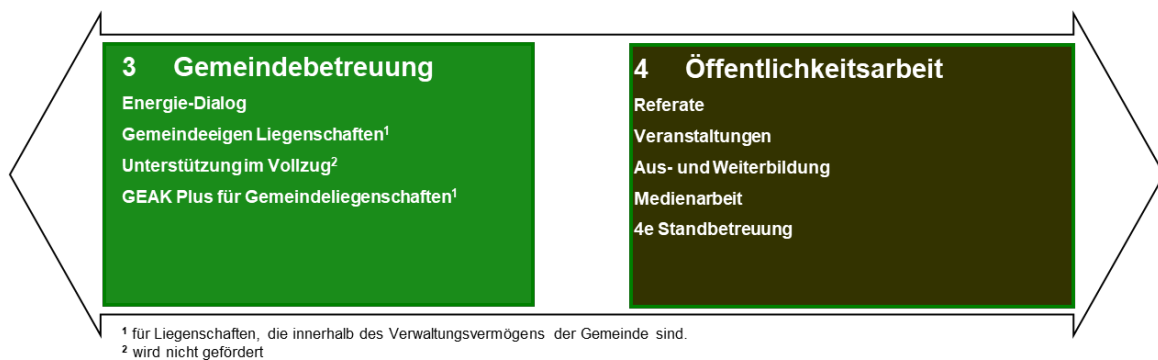 3 Gemeindebetreuung
Energie-Dialog
Gemeindeeigen Liegenschaften¹
Unterstützung im Vollzug²
GEAK Plus für Gemeindeliegenschaften¹
4 Öffentlichkeitsarbeit
Referate
Veranstaltungen
Aus- und Weiterbildung
Medienarbeit
4e Standbetreuung
¹ für Liegenschaften, die innerhalb des Verwaltungsvermögens der Gemeinde sind.
² wird nicht gefördert